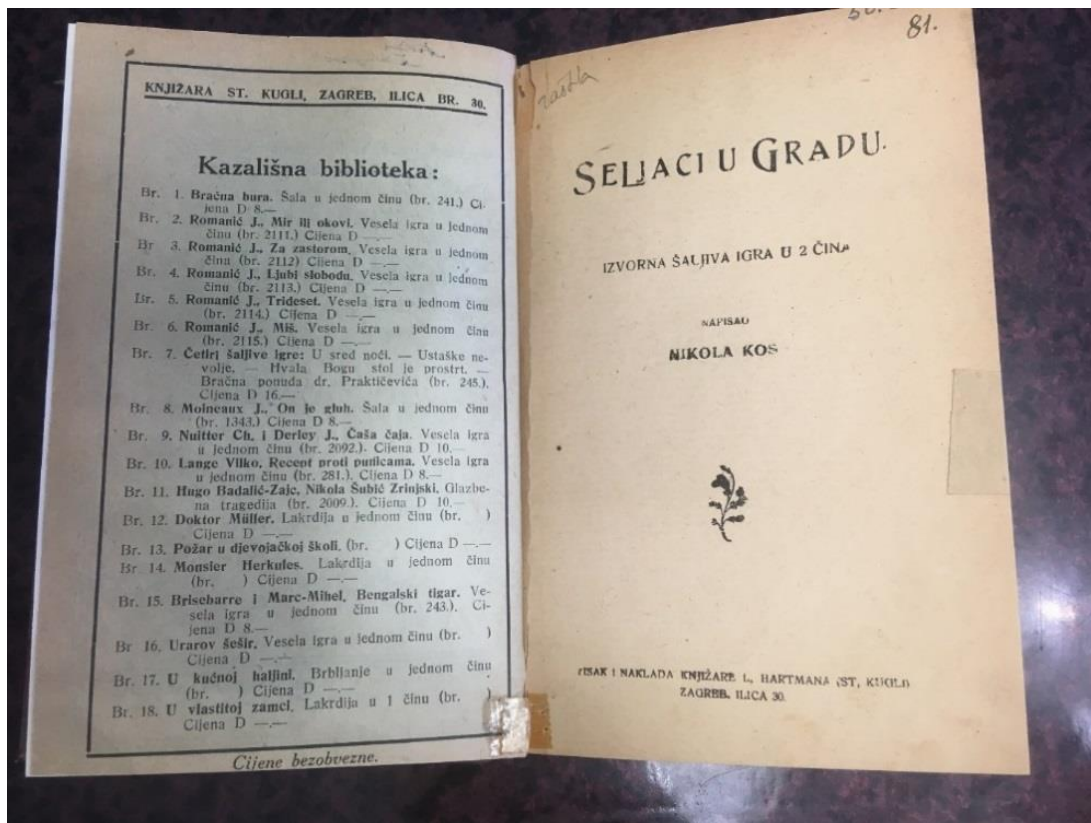 KNJIŽARA ST. KUGLI, ZAGREB, ILICA BR. 30.
Kazališna biblioteka:
Br. 1. Bračna bura. Šala u jednom činu (br. 241.) Ci-
jena D 8.—
Br. 2. Romanić J., Mir ili okovi. Vesela igra u jednom
činu (br. 2111.) Cijena D —.—
Br 3. Romanić J., Za zastorom. Vesela igra u jednom
činu (br. 2112) Cijena D —.—
Br. 4. Romanić J., Ljubi slobodu. Vesela igra u jednom
činu (br. 2113.) Cijena D —.—
Br. 5. Romanić J., Trideset. Vesela igra u jednom činu
(br. 2114.) Cijena D —.—
Br. 6. Romanić J., Miš. Vesela igra u jednom činu
(br. 2115.) Cijena D —.—
Br. 7. Četiri šaljive igre: U sred noći. — Ustaške ne-
volje. — Hvala Bogu stol je prostrt. —
Bračna ponuda dr. Praktičevića (br. 245.).
Cijena D 16.—
Br. 8. Moineaux J., On je gluh. Šala u jednom činu
(br. 1343.) Cijena D 8.—
Br. 9. Nuitter Ch. i Derley J., Čaša čaja. Vesela igra
u jednom činu (br. 2092.). Cijena D 10.—
Br. 10. Lange Vilko, Recept proti punicama. Vesela igra
u jednom činu (br. 281.). Cijena D 8.—
Br. 11. Hugo Badalić-Zajc, Nikola Šubić Zrinjski. Glazbe-
na tragedija (br. 2009.). Cijena D 10.—
Br. 12. Doktor Müller. Lakrdija u jednom činu (br. )
Cijena D —.—
Br. 13. Požar u djevojačkoj školi. (br. ) Cijena D —.—
Br 14. Monsier Herkules. Lakrdija u jednom činu
(br. ) Cijena D —.—
Br. 15. Brisebarre i Marc-Mihel, Bengalski tigar. Ve-
sela igra u jednom činu (br. 243.). Ci-
jena D 8.—
Br 16. Urarov šešir. Vesela igra u jednom činu (br. )
Cijena D —.—
Br. 17. U kućnoj haljini. Brbljanje u jednom činu
(br. ) Cijena D —.—
Br. 18. U vlastitoj zamci. Lakrdija u 1 činu (br. )
Cijena D —.—
Cijene bezobvezne.
81.
SELJACI U GRADU.
IZVORNA ŠALJIVA IGRA U 2 ČINA
NAPISAO
NIKOLA KOS
TISAK I NAKLADA KNJIŽARE L. HARTMANA (ST, KUGLI)
ZAGREB, ILICA 30.